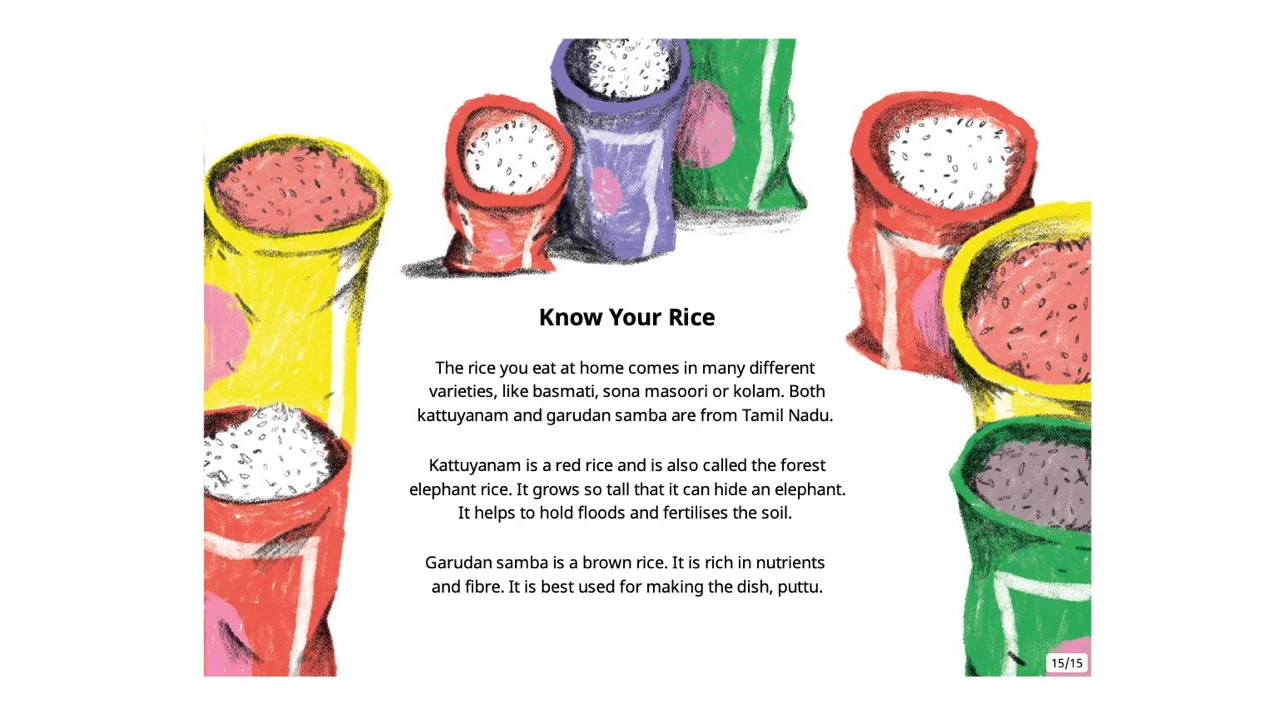 Know Your Rice
The rice you eat at home comes in many different
varieties, like basmati, sona masoori or kolam. Both
kattuyanam and garudan samba are from Tamil Nadu.
Kattuyanam is a red rice and is also called the forest
elephant rice. It grows so tall that it can hide an elephant.
It helps to hold floods and fertilises the soil.
Garudan samba is a brown rice. It is rich in nutrients
and fibre. It is best used for making the dish, puttu.
15/15